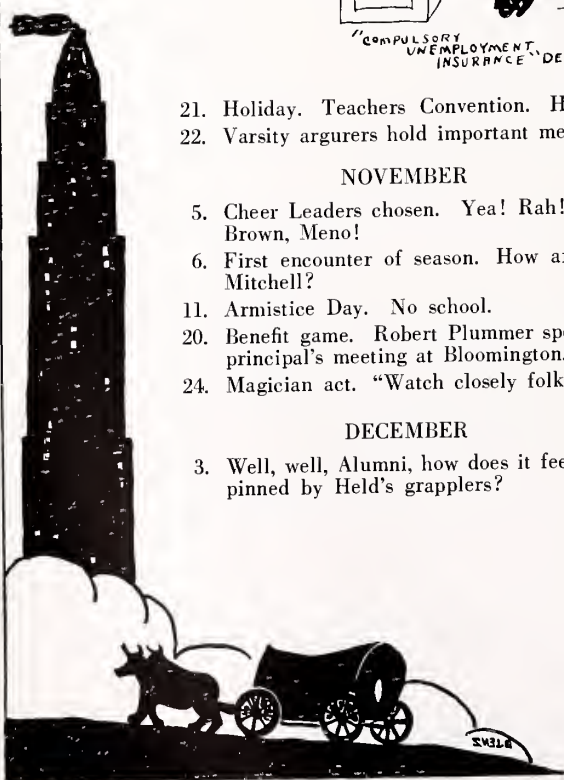 "COMPULSORY
UNEMPLOYMENT
INSURANCE" DE
21. Holiday. Teachers Convention. H
22. Varsity argurers hold important me
NOVEMBER
5. Cheer Leaders chosen. Yea! Rah!
Brown, Meno!
6. First encounter of season. How a
Mitchell?
11. Armistice Day. No school.
20. Benefit game. Robert Plummer spe
principal's meeting at Bloomington.
24. Magician act. "Watch closely folk
DECEMBER
3. Well, well, Alumni, how does it fee
pinned by Held's grapplers?